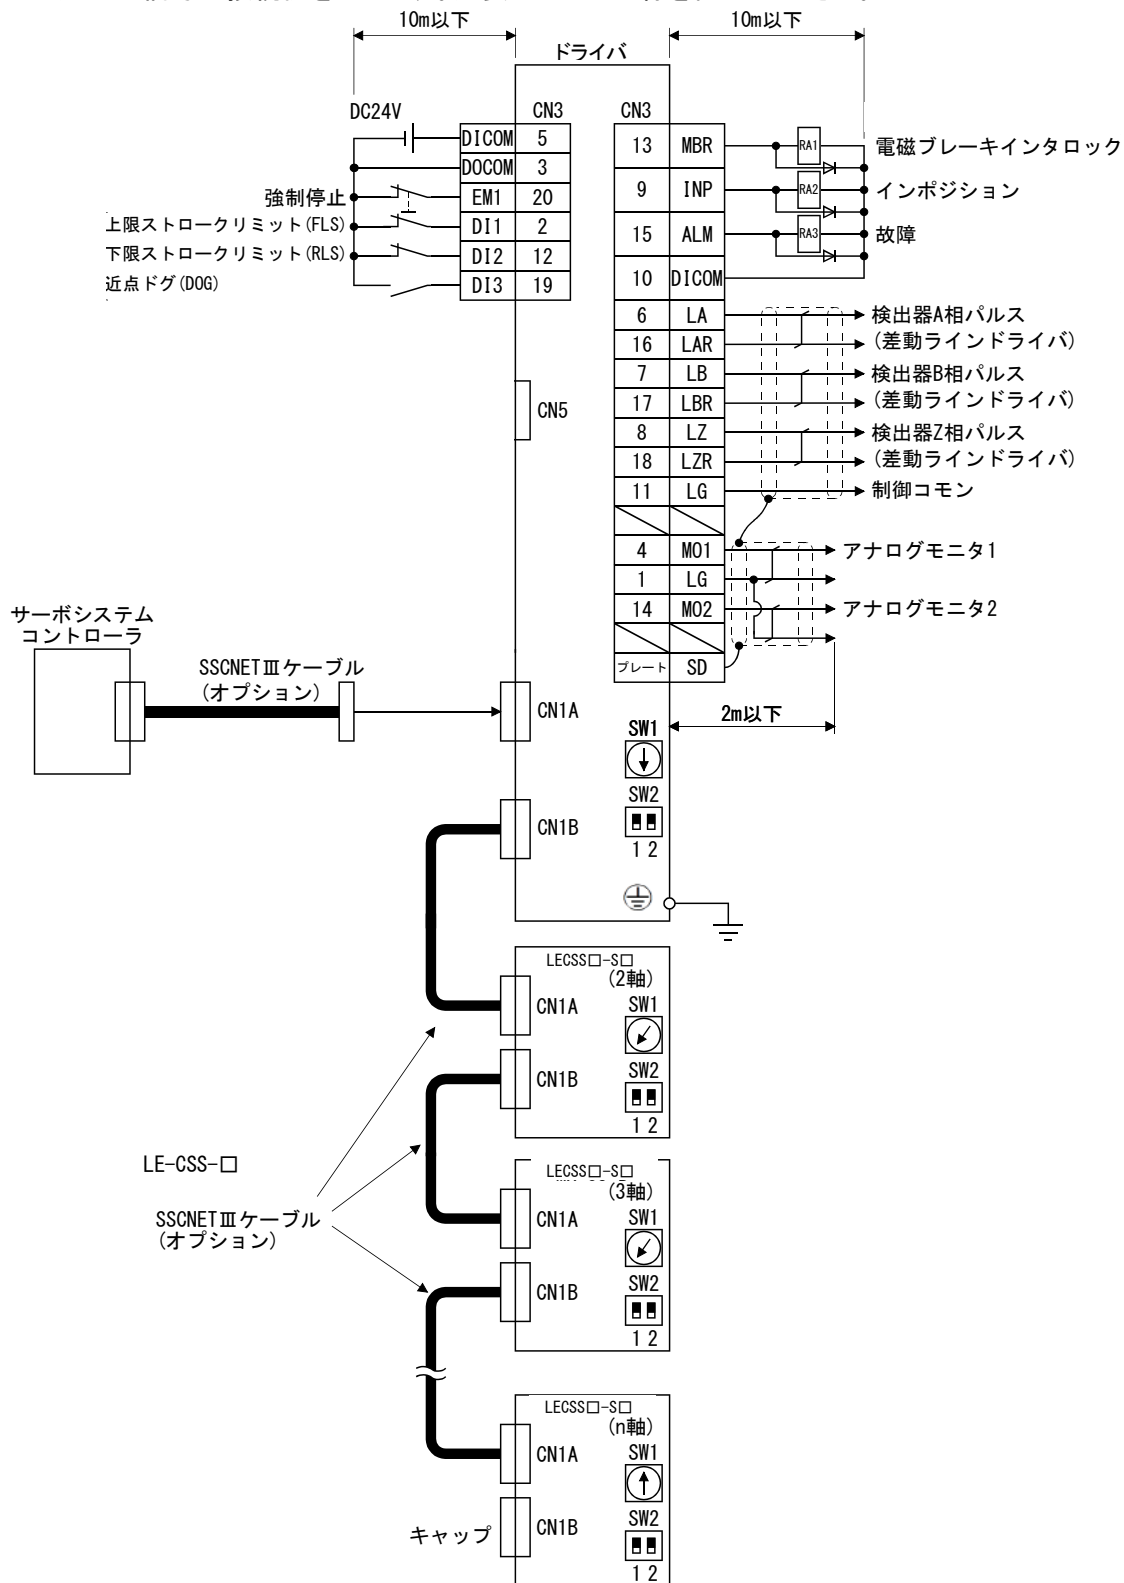 10m以下
10m以下
ドライバ
DC24V
CN3
CN3
DICOM 5
DOCOM 3
強制停止 EM1 20
上限ストロークリミット(FLS) DI1 2
下限ストロークリミット(RLS) DI2 12
近点ドグ(DOG) DI3 19
13 MBR RA1 電磁ブレーキインタロック
9 INP RA2 インポジション
15 ALM RA3 故障
10 DICOM
6 LA 検出器A相パルス
16 LAR (差動ラインドライバ)
7 LB 検出器B相パルス
17 LBR (差動ラインドライバ)
8 LZ 検出器Z相パルス
18 LZR (差動ラインドライバ)
11 LG 制御コモン
4 MO1 アナログモニタ1
1 LG
14 MO2 アナログモニタ2
プレート SD
2m以下
CN5
サーボシステム
コントローラ
SSCNETⅢケーブル
(オプション)
CN1A
SW1
SW2
1 2
CN1B
LECSS□-S□
(2軸)
CN1A
SW1
CN1B
SW2
1 2
LE-CSS-□
SSCNETⅢケーブル
(オプション)
LECSS□-S□
(3軸)
CN1A
SW1
CN1B
SW2
1 2
LECSS□-S□
(n軸)
CN1A
SW1
キャップ
CN1B
SW2
1 2